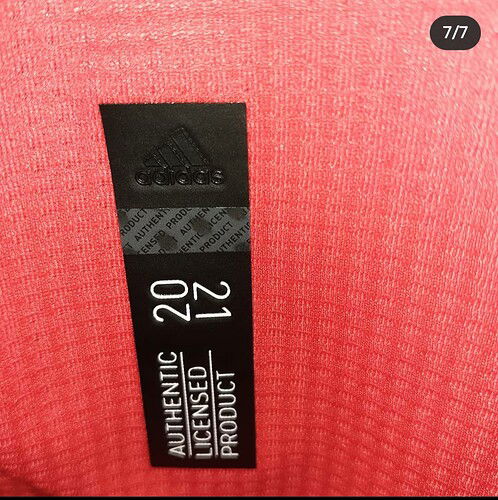 7/7
adidas
20
21
AUTHENTIC
LICENSED
PRODUCT